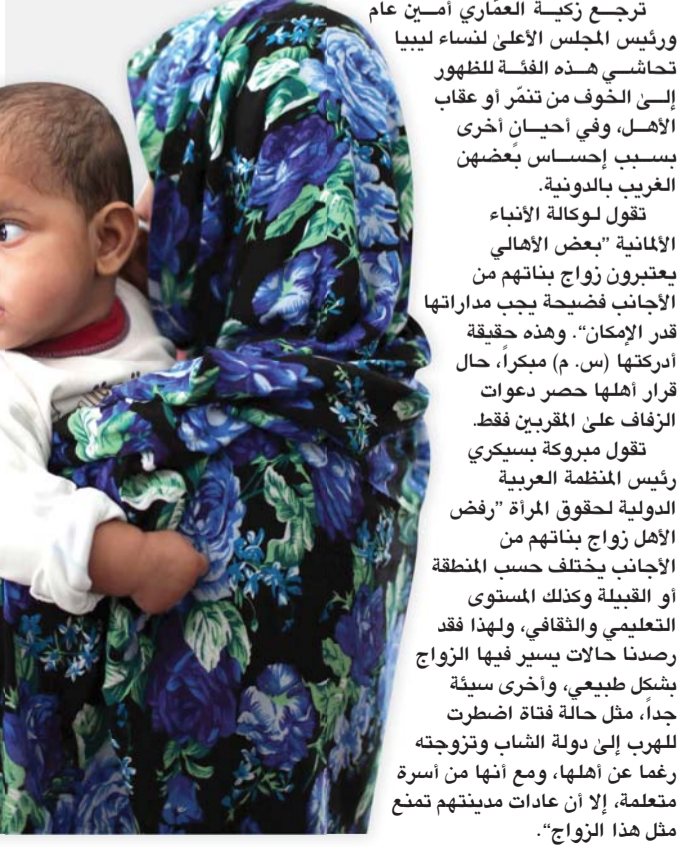 ترجع زكية العمّاري أمين عام
ورئيس المجلس الأعلىٰ لنساء ليبيا
تحاشي هذه الفئة للظهور
إلىٰ الخوف من تنمّر أو عقاب
الأهل، وفي أحيانٍ أخرى
بسبب إحساس بعضهن
الغريب بالدونية.
تقول لوكالة الأنباء
الألمانية ”بعض الأهالي
يعتبرون زواج بناتهم من
الأجانب فضيحة يجب مداراتها
قدر الإمكان“. وهذه حقيقة
أدركتها (س. م) مبكراً، حال
قرار أهلها حصر دعوات
الزفاف علىٰ المقربين فقط.
تقول مبروكة بسيكري
رئيس المنظمة العربية
الدولية لحقوق المرأة ”رفض
الأهل زواج بناتهم من
الأجانب يختلف حسب المنطقة
أو القبيلة وكذلك المستوى
التعليمي والثقافي، ولهذا فقد
رصدنا حالات يسير فيها الزواج
بشكل طبيعي، وأخرى سيئة
جداً، مثل حالة فتاة اضطرت
للهرب إلىٰ دولة الشاب وتزوجته
رغما عن أهلها، ومع أنها من أسرة
متعلمة، إلا أن عادات مدينتهم تمنع
مثل هذا الزواج“.